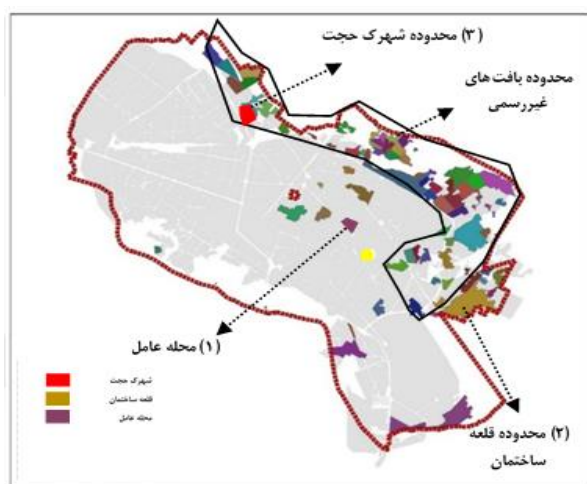 (۳) محدوده شهرک حجت
محدوده بافت‌های
غیررسمی
(۱) محله عامل
شهرک حجت
قلعه ساختمان
محله عامل
(۲) محدوده قلعه
ساختمان